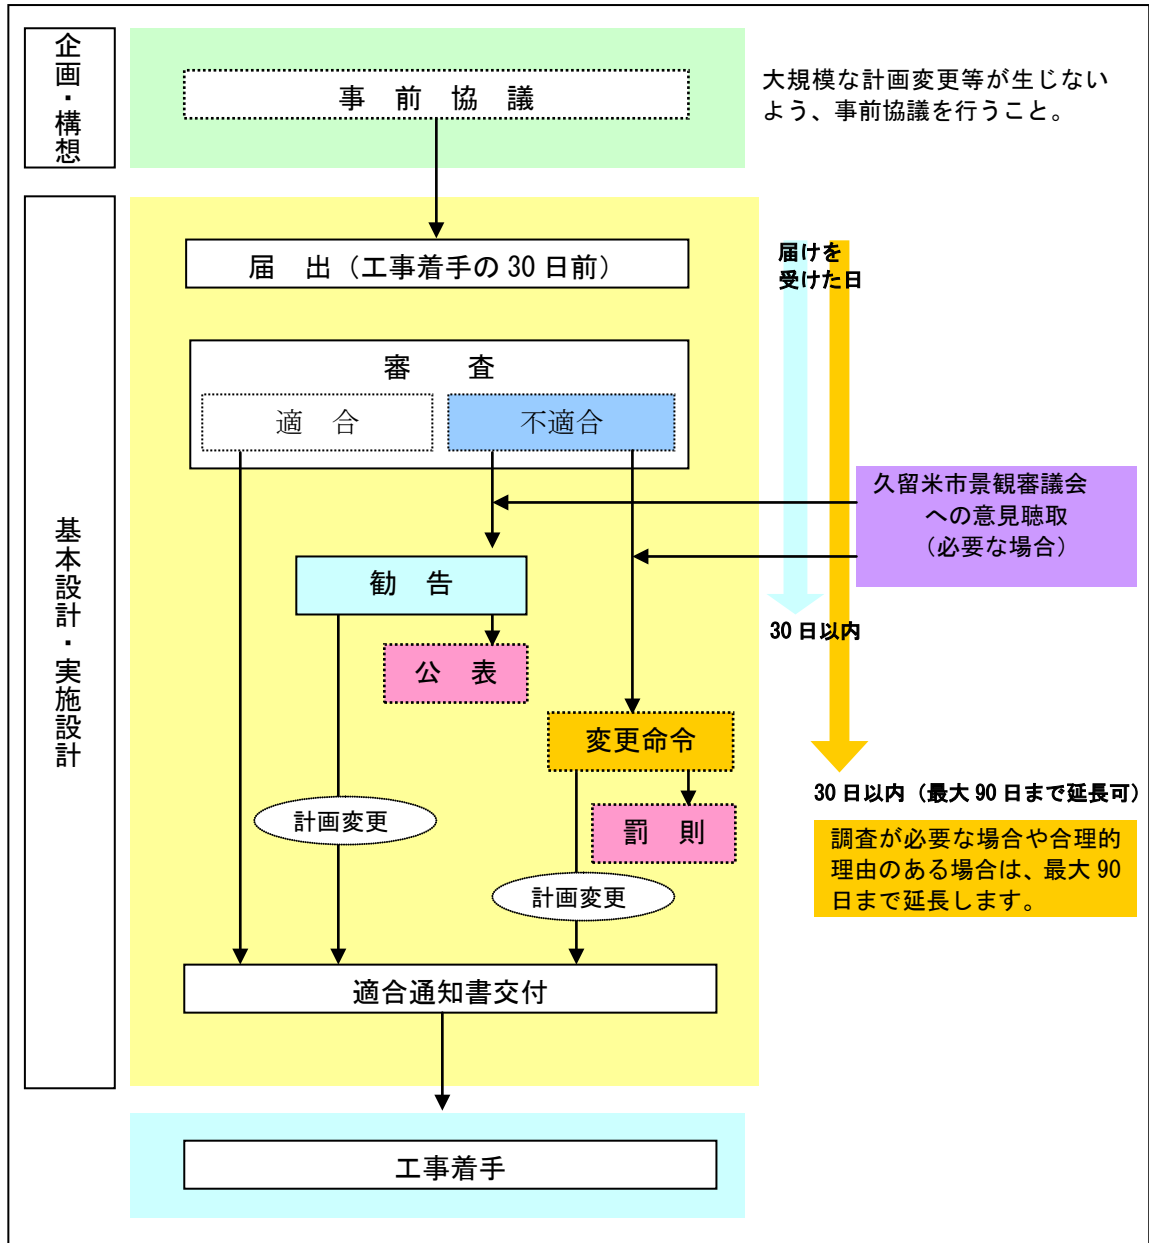 企画・構想
事　前　協　議
大規模な計画変更等が生じない
よう、事前協議を行うこと。
基本設計・実施設計
届　出（工事着手の 30 日前）
届けを
受けた日
審　　査
適　合
不適合
久留米市景観審議会
への意見聴取
（必要な場合）
勧　告
30 日以内
公　表
変更命令
30 日以内（最大 90 日まで延長可）
計画変更
罰　則
調査が必要な場合や合理的
理由のある場合は、最大 90
日まで延長します。
計画変更
適合通知書交付
工事着手